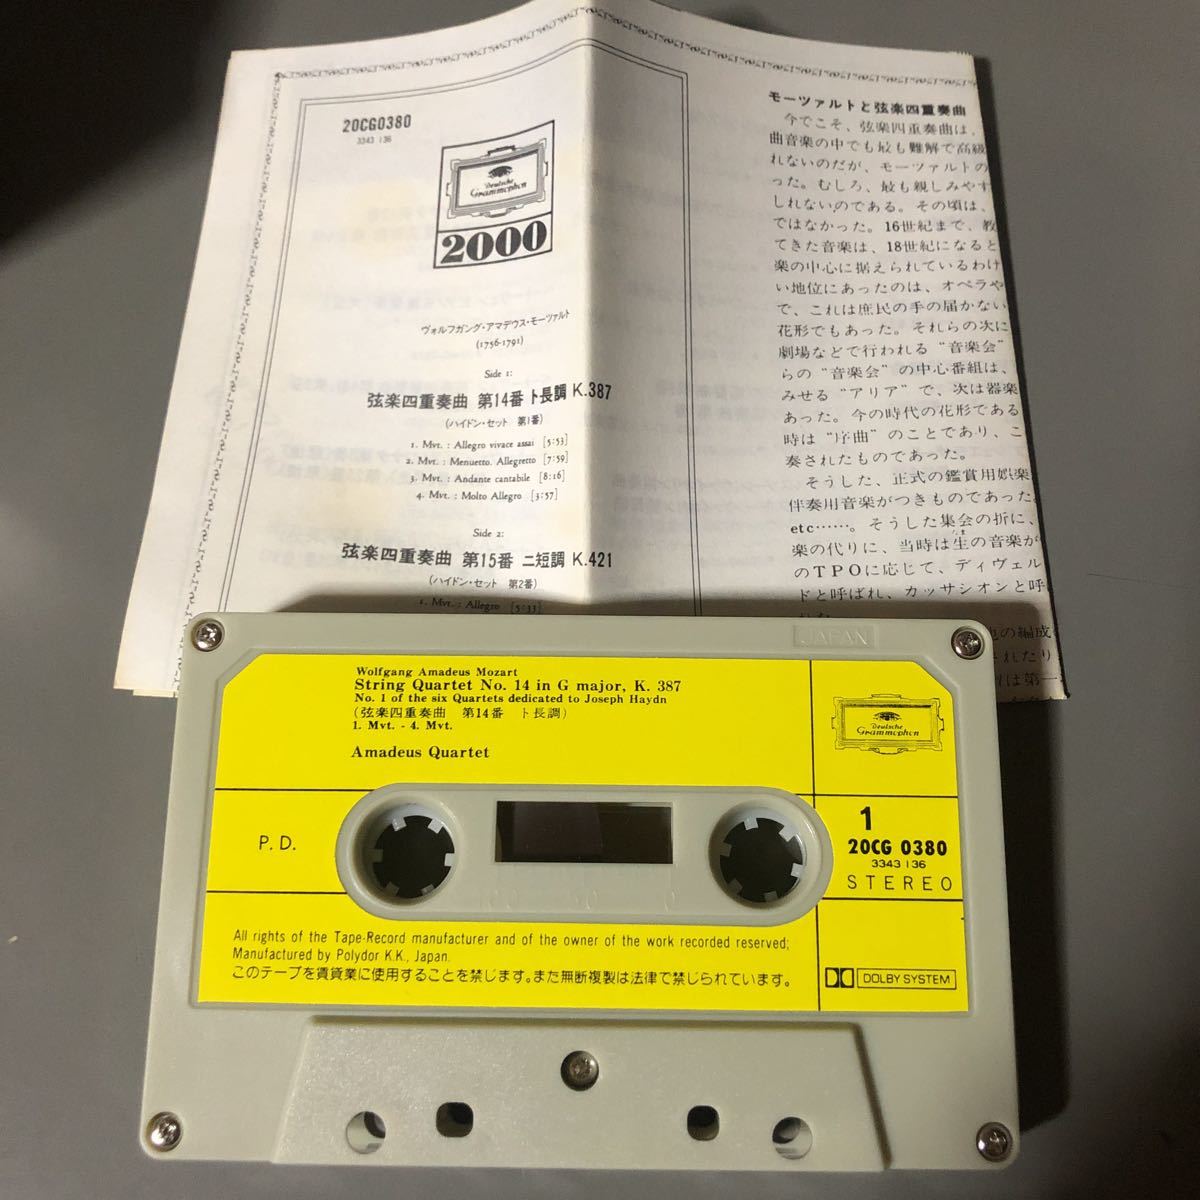 20CG0380
3343 136
Deutsche
Grammophon
2000
ヴォルフガング・アマデウス・モーツァルト
(1756-1791)
Side 1:
弦楽四重奏曲 第14番 ト長調 K.387
(ハイドン・セット 第1番)
1. Mvt. : Allegro vivace assai [5:53]
2. Mvt. : Menuetto. Allegretto [7:59]
3. Mvt. : Andante cantabile [8:16]
4. Mvt. : Molto Allegro [3:57]
Side 2:
弦楽四重奏曲 第15番 ニ短調 K.421
(ハイドン・セット 第2番)
1. Mvt. : Allegro [5:33]
モーツァルトと弦楽四重奏曲
今でこそ、弦楽四重奏曲は、
曲音楽の中でも最も難解で高級
れないのだが、モーツァルトの
った。むしろ、最も親しみやす
しれないのである。その頃は、
ではなかった。16世紀まで、教
てきた音楽は、18世紀になると
楽の中心に据えられているわけ
い地位にあったのは、オペラや
で、これは庶民の手の届かない
花形でもあった。それらの次に
劇場などで行われる“音楽会”
らの“音楽会”の中心番組は、
みせる“アリア”で、次は器楽
あった。今の時代の花形である
時は“序曲”のことであり、こ
奏されたものであった。
そうした、正式の鑑賞用娯楽
伴奏用音楽がつきものであった。
etc……。そうした集会の折に、
楽の代りに、当時は生の音楽が
のTPOに応じて、ディヴェル
ドと呼ばれ、カッサシオンと呼
の編成
されたり
は第一
JAPAN
Wolfgang Amadeus Mozart
String Quartet No. 14 in G major, K. 387
No. 1 of the six Quartets dedicated to Joseph Haydn
(弦楽四重奏曲 第14番 ト長調)
1. Mvt. - 4. Mvt.
Amadeus Quartet
Deutsche
Grammophon
P. D.
1
20CG 0380
3343 136
STEREO
All rights of the Tape-Record manufacturer and of the owner of the work recorded reserved;
Manufactured by Polydor K.K., Japan.
このテープを賃貸業に使用することを禁じます。また無断複製は法律で禁じられています。
DOLBY SYSTEM